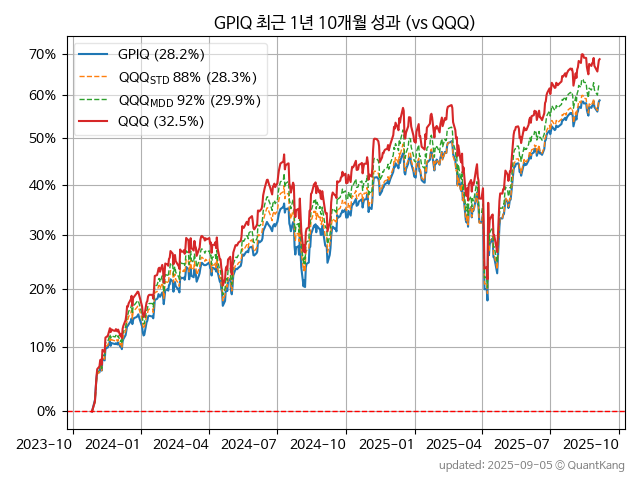 GPIQ 최근 1년 10개월 성과 (vs QQQ)
GPIQ (28.2%)
QQQSTD 88% (28.3%)
QQQMDD 92% (29.9%)
QQQ (32.5%)
70%
60%
50%
40%
30%
20%
10%
0%
2023-10 2024-01 2024-04 2024-07 2024-10 2025-01 2025-04 2025-07 2025-10
updated: 2025-09-05 © QuantKang